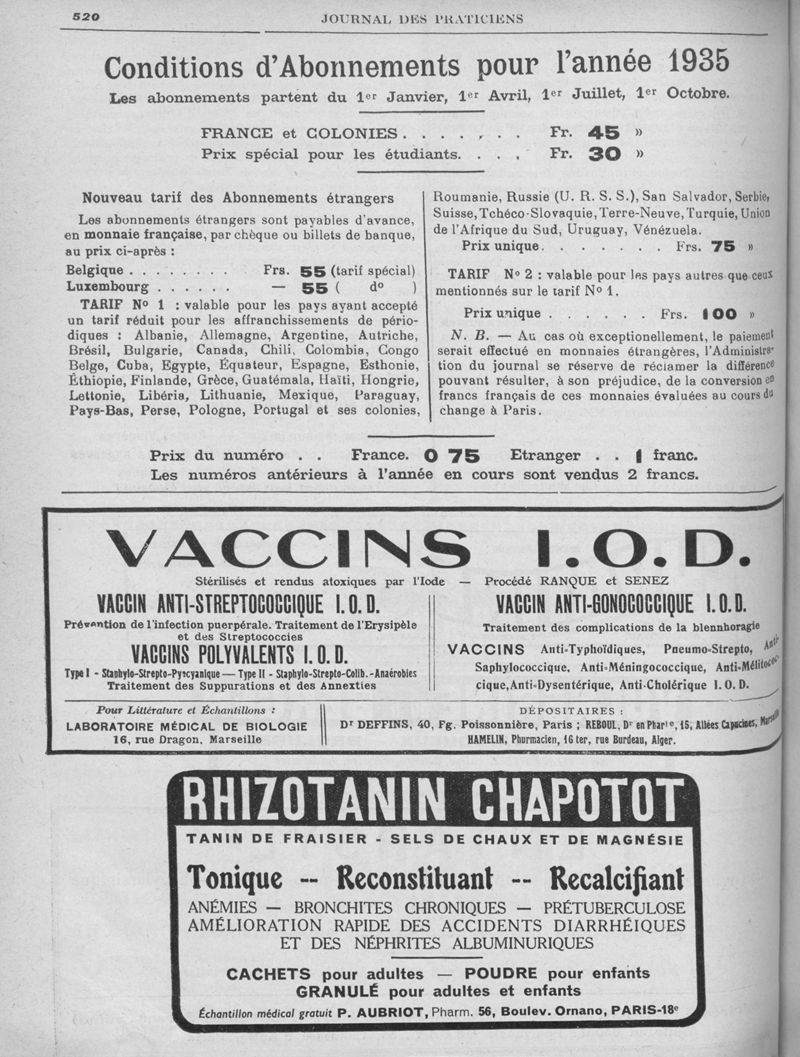 520
JOURNAL DES PRATICIENS
Conditions d'Abonnements pour l'année 1935
Les abonnements partent du 1er Janvier, 1er Avril, 1er Juillet, 1er Octobre.
FRANCE et COLONIES . . . . . . . Fr. 45 »
Prix spécial pour les étudiants. . . . Fr. 30 »
Nouveau tarif des Abonnements étrangers
Les abonnements étrangers sont payables d'avance,
en monnaie française, par chèque ou billets de banque,
au prix ci-après :
Belgique . . . . . . . . Frs. 55 (tarif spécial)
Luxembourg . . . . . . — 55 ( do )
TARIF No 1 : valable pour les pays ayant accepté
un tarif réduit pour les affranchissements de pério-
diques : Albanie, Allemagne, Argentine, Autriche,
Brésil, Bulgarie, Canada, Chili, Colombia, Congo
Belge, Cuba, Egypte, Équateur, Espagne, Esthonie,
Éthiopie, Finlande, Grèce, Guatémala, Haïti, Hongrie,
Lettonie, Libéria, Lithuanie, Mexique, Paraguay,
Pays-Bas, Perse, Pologne, Portugal et ses colonies,
Roumanie, Russie (U. R. S. S.), San Salvador, Serbie,
Suisse, Tchéco-Slovaquie, Terre-Neuve, Turquie, Union
de l'Afrique du Sud, Uruguay, Vénézuela.
Prix unique. . . . . . . Frs. 75 »
TARIF No 2 : valable pour les pays autres que ceux
mentionnés sur le tarif No 1.
Prix unique . . . . . . Frs. 100 »
N. B. — Au cas où exceptionnellement, le paiement
serait effectué en monnaies étrangères, l'Administra-
tion du journal se réserve de réclamer la différence
pouvant résulter, à son préjudice, de la conversion en
francs français de ces monnaies évaluées au cours du
change à Paris.
Prix du numéro . . France. 0 75 Etranger . . 1 franc.
Les numéros antérieurs à l'année en cours sont vendus 2 francs.
VACCINS I.O.D.
Stérilisés et rendus atoxiques par l'Iode — Procédé RANQUE et SENEZ
VACCIN ANTI-STREPTOCOCCIQUE I.O.D.
Prévention de l'infection puerpérale. Traitement de l'Erysipèle
et des Streptococcies
VACCINS POLYVALENTS I.O.D.
Type I - Staphylo-Strepto-Pyocyanique — Type II - Staphylo-Strepto-Colib.-Anaérobies
Traitement des Suppurations et des Annexties
VACCIN ANTI-GONOCOCCIQUE I.O.D.
Traitement des complications de la blennhoragie
VACCINS Anti-Typhoïdiques, Pneumo-Strepto, Anti-
Saphylococcique, Anti-Méningococcique, Anti-Mélitococ-
cique, Anti-Dysentérique, Anti-Cholérique I.O.D.
Pour Littérature et Échantillons :
LABORATOIRE MÉDICAL DE BIOLOGIE
16, rue Dragon, Marseille
DÉPOSITAIRES :
Dr DEFFINS, 40, Fg. Poissonnière, Paris ; REBOUL, Dr en Phar^ie, 15, Allées Capucines, Marseille
HAMELIN, Pharmacien, 16 ter, rue Burdeau, Alger.
RHIZOTANIN CHAPOTOT
TANIN DE FRAISIER - SELS DE CHAUX ET DE MAGNÉSIE
Tonique -- Reconstituant -- Recalcifiant
ANÉMIES — BRONCHITES CHRONIQUES — PRÉTUBERCULOSE
AMÉLIORATION RAPIDE DES ACCIDENTS DIARRHÉIQUES
ET DES NÉPHRITES ALBUMINURIQUES
CACHETS pour adultes — POUDRE pour enfants
GRANULÉ pour adultes et enfants
Échantillon médical gratuit P. AUBRIOT, Pharm. 56, Boulev. Ornano, PARIS-18e